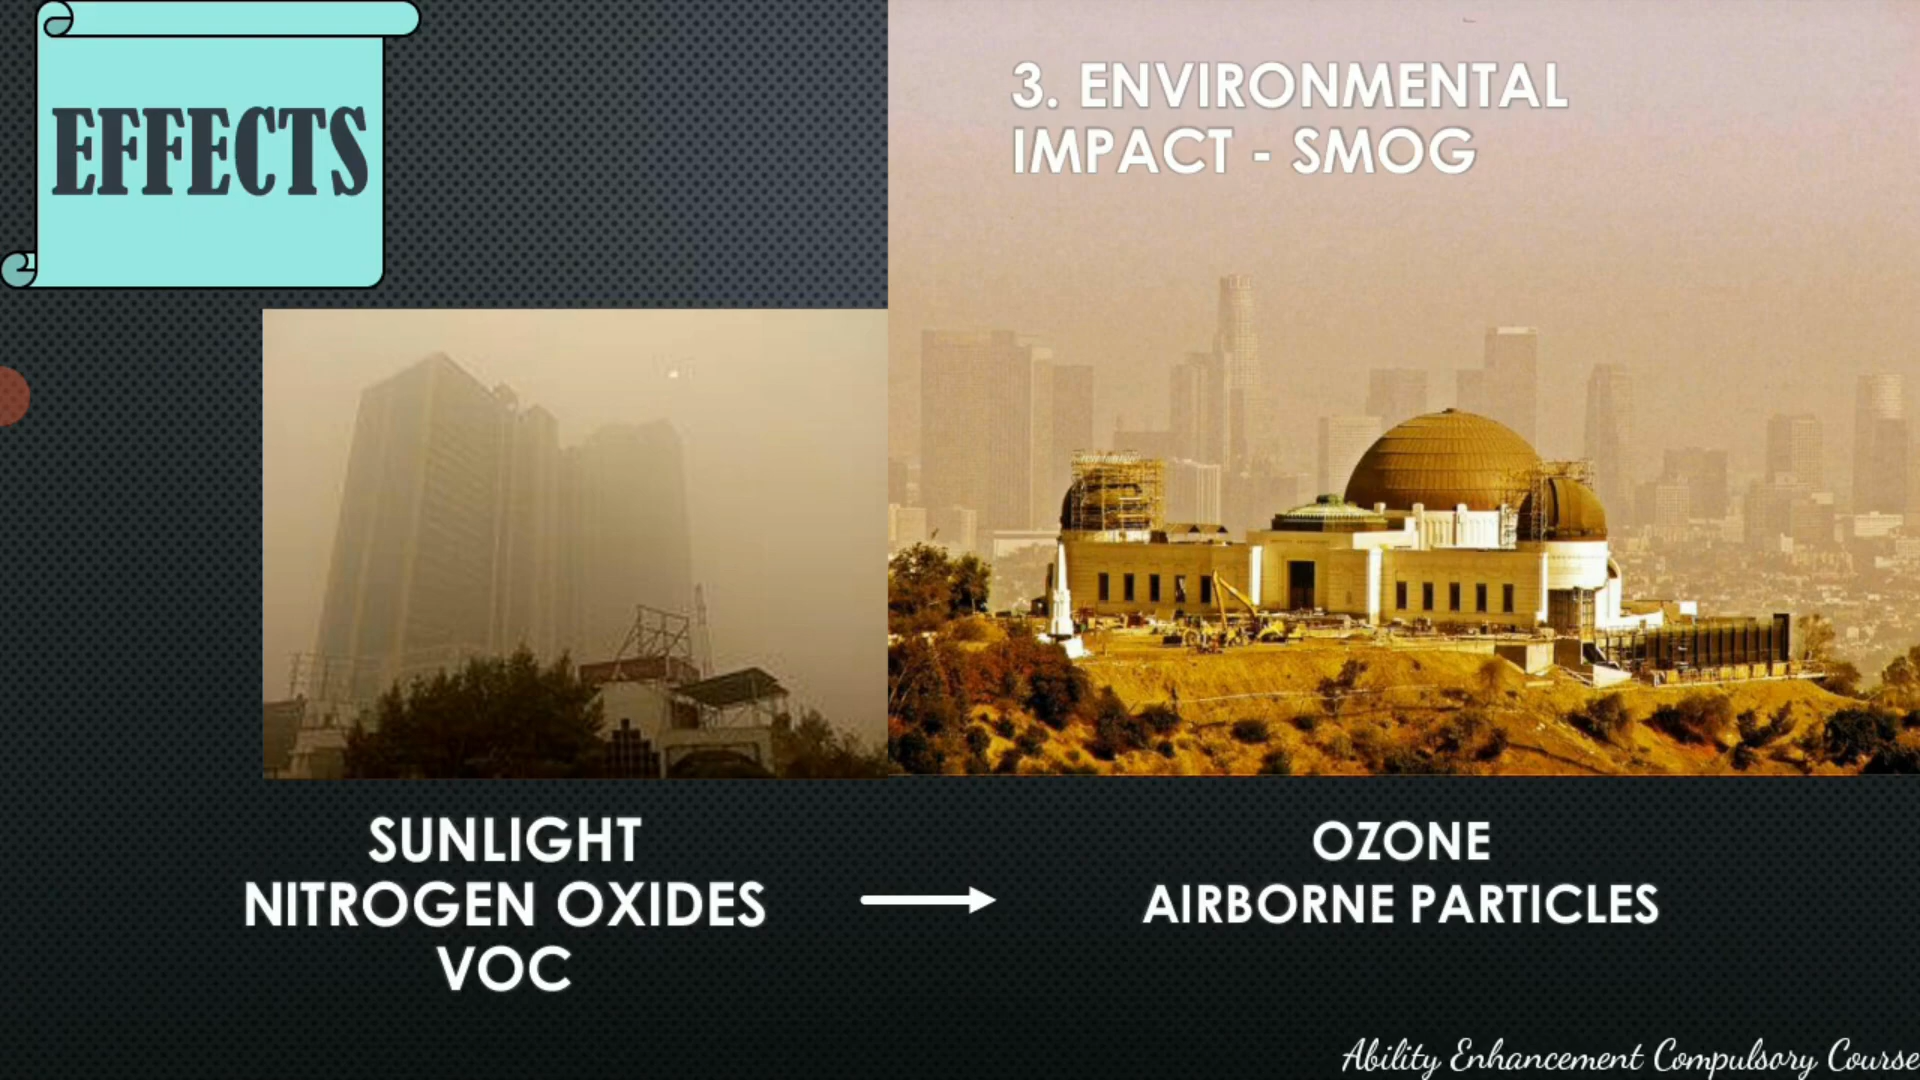 EFFECTS
3. ENVIRONMENTAL
IMPACT - SMOG
SUNLIGHT
NITROGEN OXIDES
VOC
OZONE
AIRBORNE PARTICLES
Ability Enhancement Compulsory Course